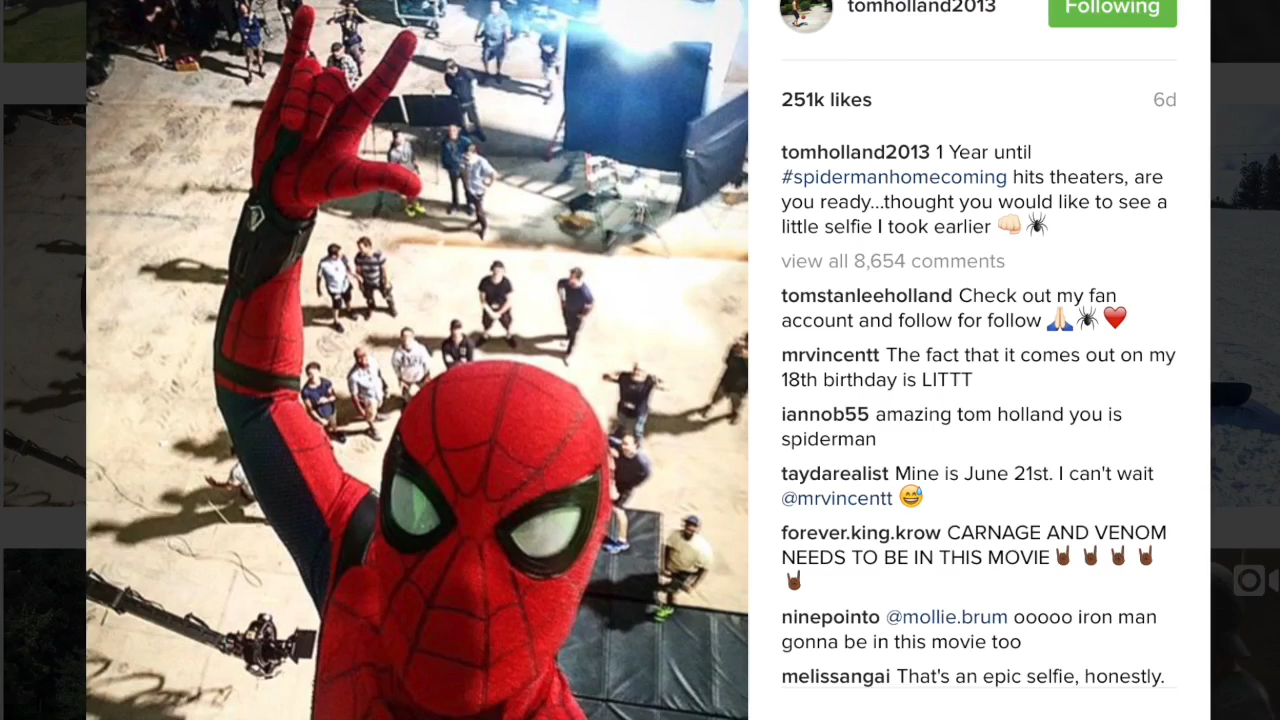 tomholland2013 Following
251k likes 6d
tomholland2013 1 Year until
#spidermanhomecoming hits theaters, are
you ready...thought you would like to see a
little selfie I took earlier 👊🏻🕷
view all 8,654 comments
tomstanleeholland Check out my fan
account and follow for follow 🙏🏻🕷❤️
mrvincentt The fact that it comes out on my
18th birthday is LITTT
iannob55 amazing tom holland you is
spiderman
taydarealist Mine is June 21st. I can't wait
@mrvincentt 😅
forever.king.krow CARNAGE AND VENOM
NEEDS TO BE IN THIS MOVIE🤘🏾🤘🏾🤘🏾🤘🏾
🤘🏾
ninepointo @mollie.brum ooooo iron man
gonna be in this movie too
melissangai That's an epic selfie, honestly.